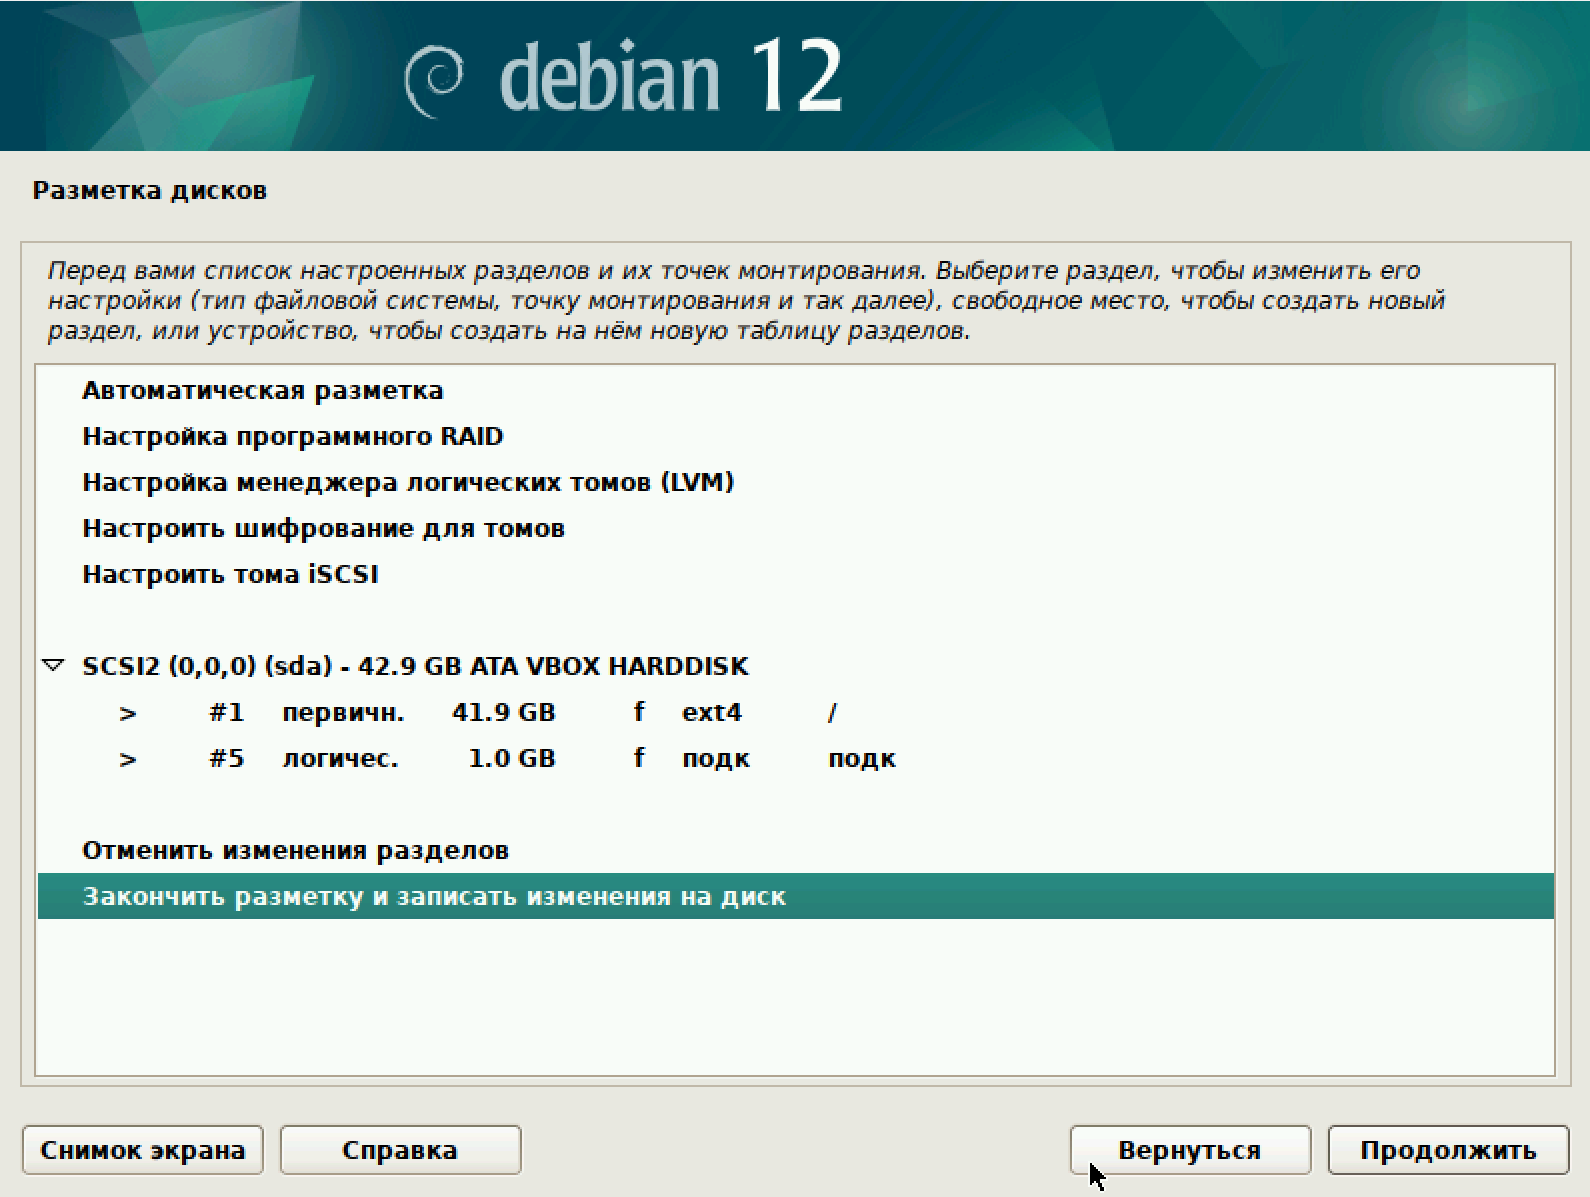 debian 12
Разметка дисков
Перед вами список настроенных разделов и их точек монтирования. Выберите раздел, чтобы изменить его
настройки (тип файловой системы, точку монтирования и так далее), свободное место, чтобы создать новый
раздел, или устройство, чтобы создать на нём новую таблицу разделов.
Автоматическая разметка
Настройка программного RAID
Настройка менеджера логических томов (LVM)
Настроить шифрование для томов
Настроить тома iSCSI
SCSI2 (0,0,0) (sda) - 42.9 GB ATA VBOX HARDDISK
> #1 первичн. 41.9 GB f ext4 /
> #5 логичес. 1.0 GB f подк подк
Отменить изменения разделов
Закончить разметку и записать изменения на диск
Снимок экрана Справка Вернуться Продолжить